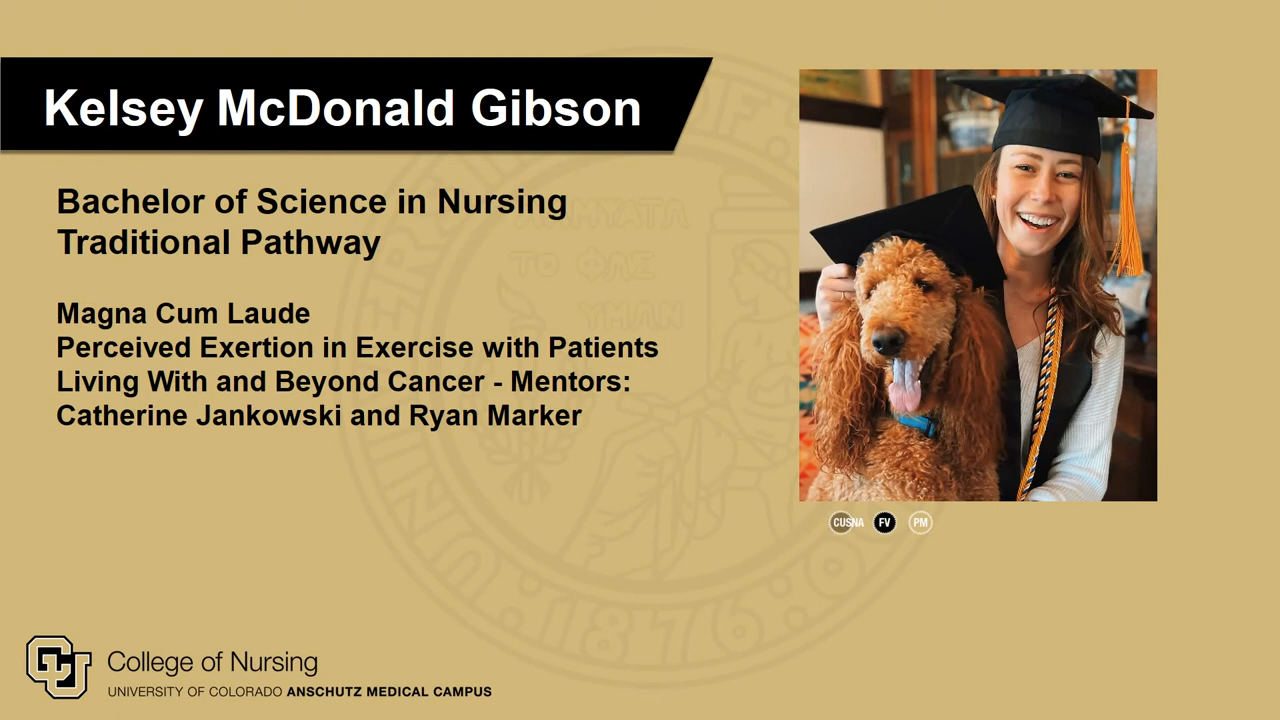 Kelsey McDonald Gibson
Bachelor of Science in Nursing
Traditional Pathway
Magna Cum Laude
Perceived Exertion in Exercise with Patients
Living With and Beyond Cancer - Mentors:
Catherine Jankowski and Ryan Marker
CUSNA FV PM
1876
CU College of Nursing
UNIVERSITY OF COLORADO ANSCHUTZ MEDICAL CAMPUS